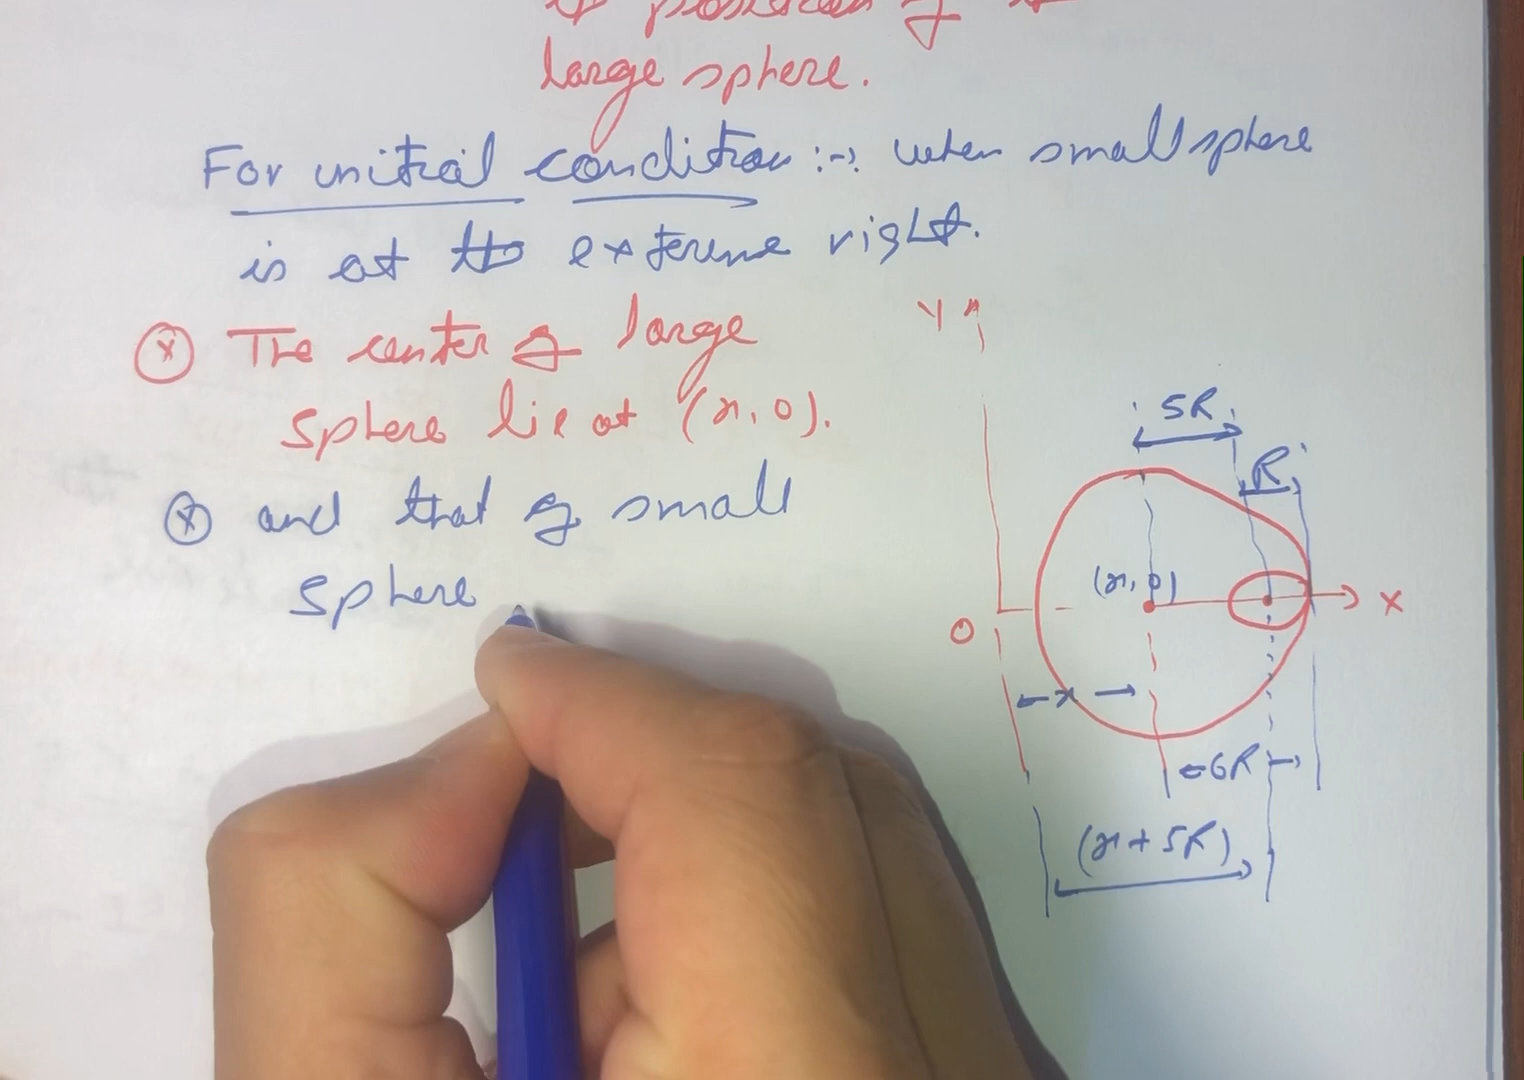 large sphere.
For initial condition :-> when small sphere
is at the extreme right.
(x) The center of large
sphere lie at (x, 0).
(x) and that of small
sphere
Y
5R
R
(x, 0)
X
O
x
6R
(x + 5R)